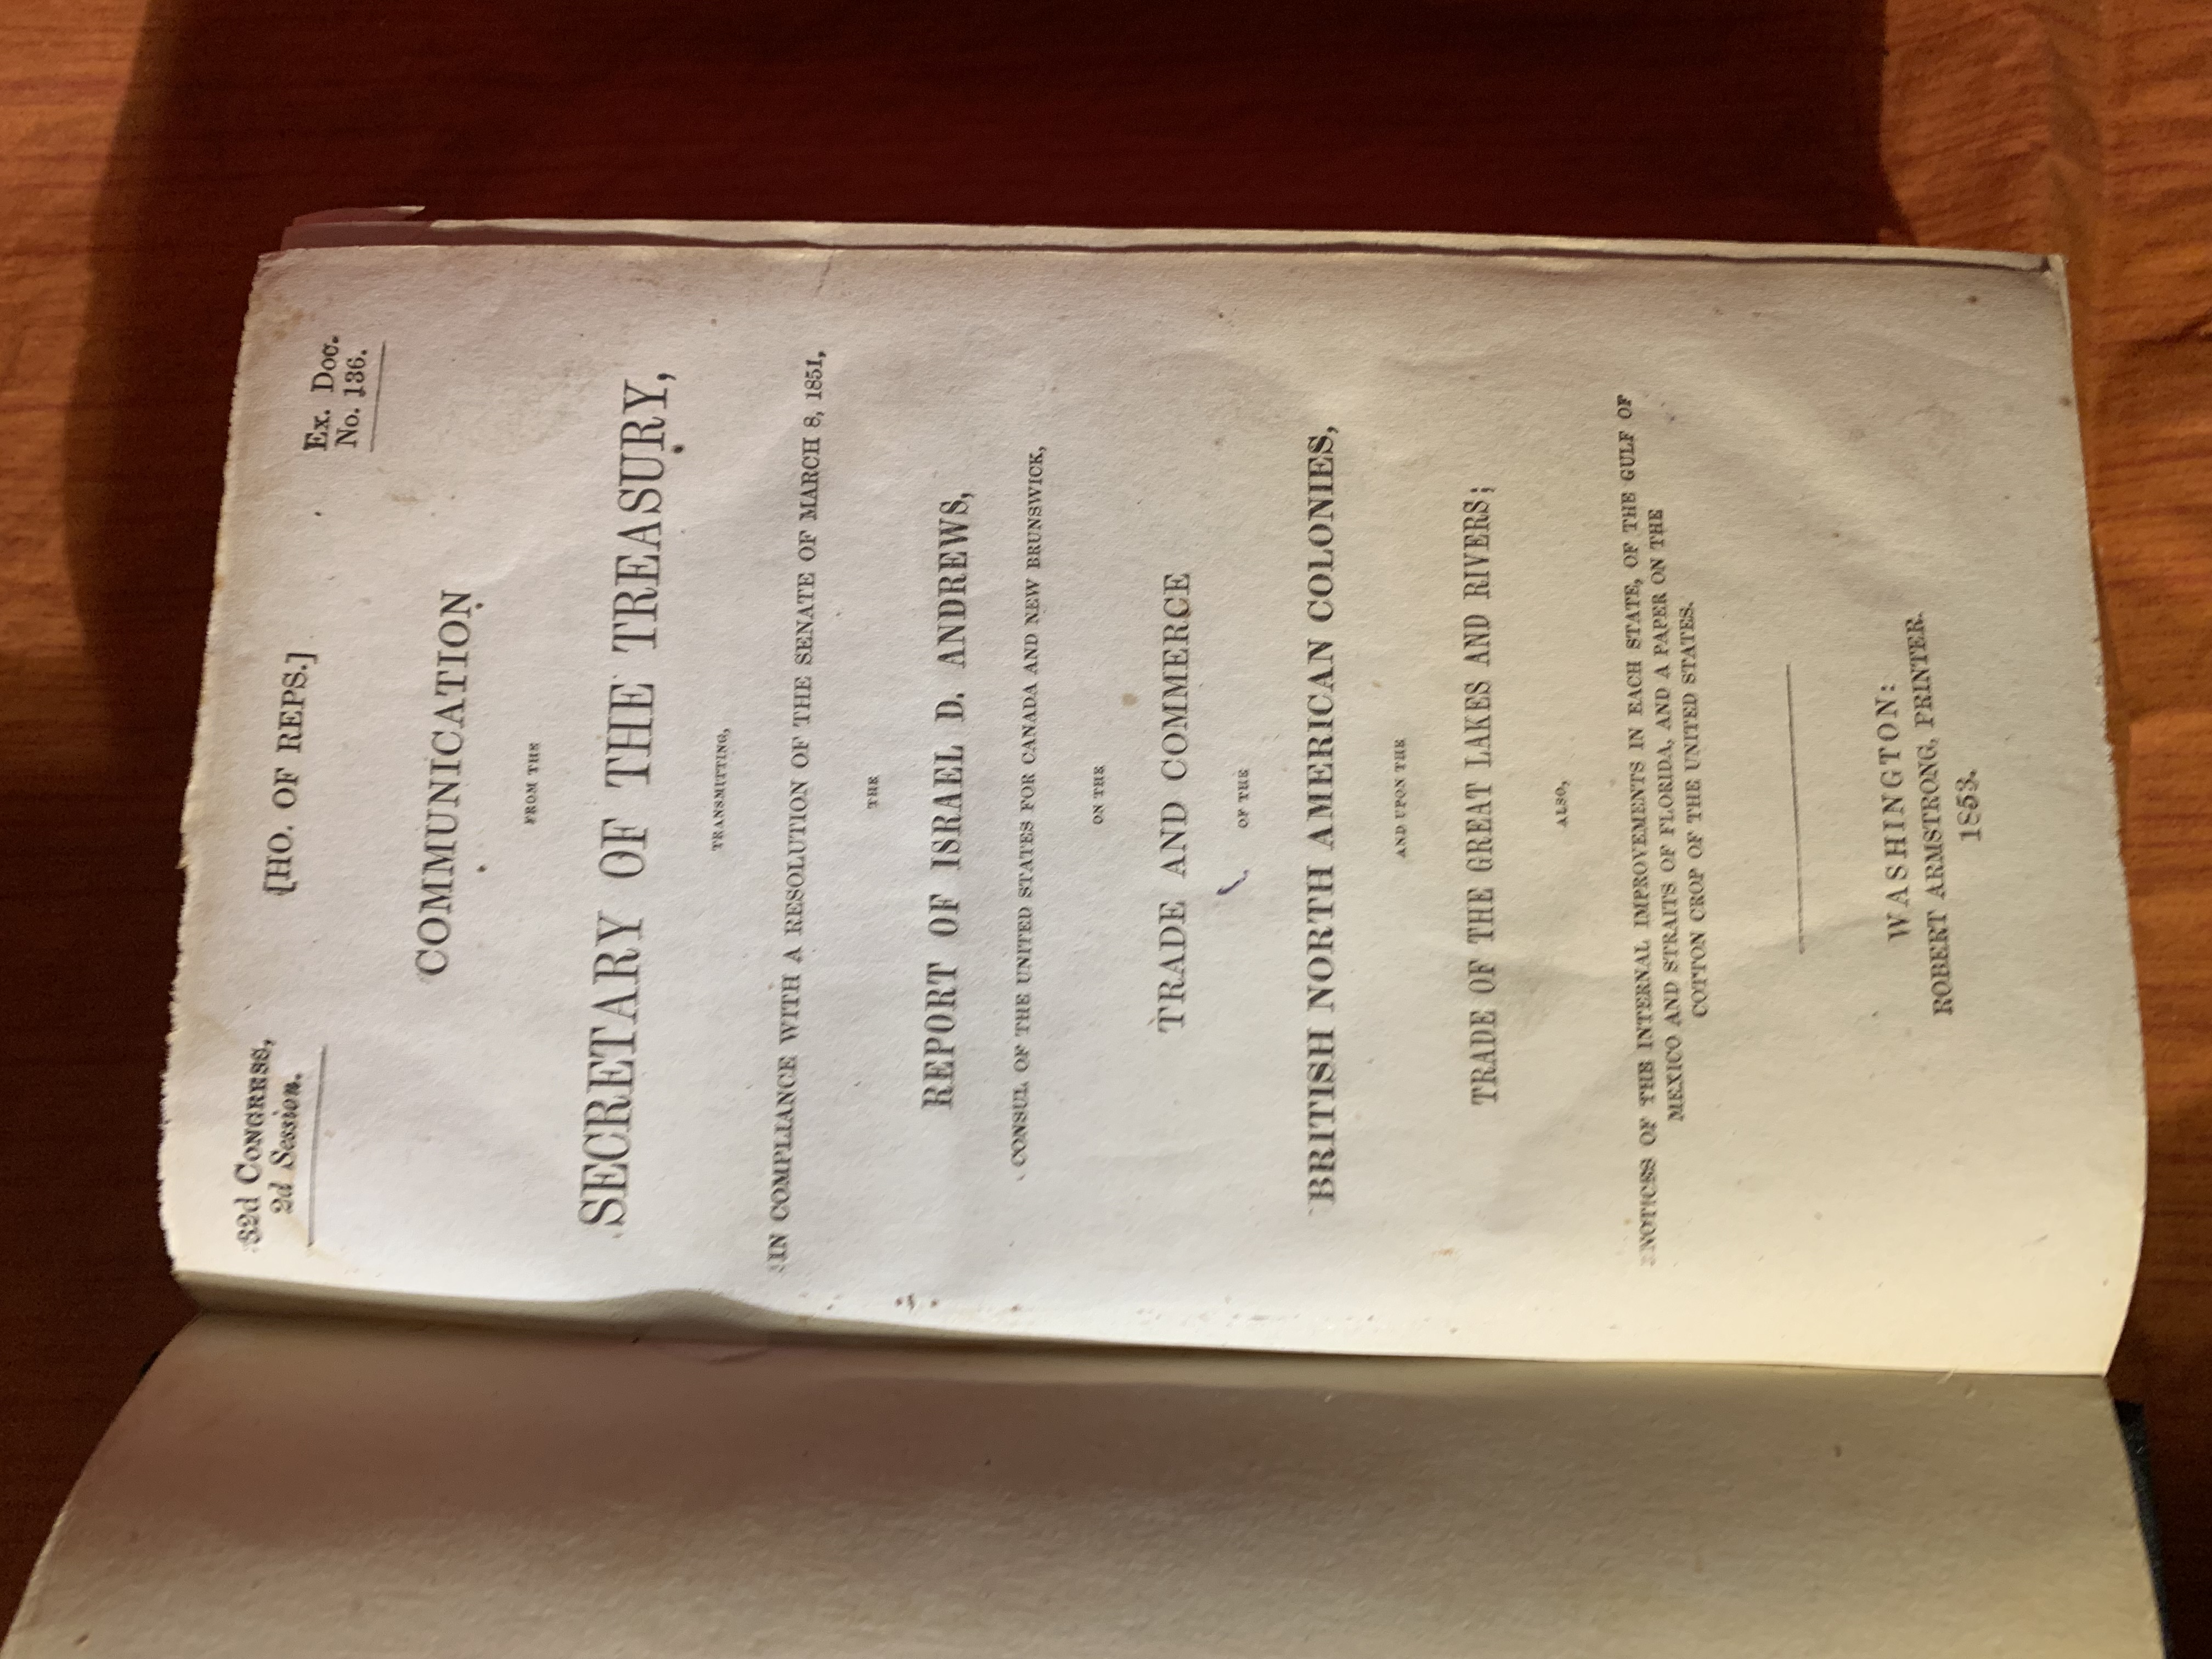 32d Congress,
2d Session.
[HO. OF REPS.]
Ex. Doc.
No. 136.
COMMUNICATION
FROM THE
SECRETARY OF THE TREASURY,
TRANSMITTING,
IN COMPLIANCE WITH A RESOLUTION OF THE SENATE OF MARCH 8, 1851,
THE
REPORT OF ISRAEL D. ANDREWS,
CONSUL OF THE UNITED STATES FOR CANADA AND NEW BRUNSWICK,
ON THE
TRADE AND COMMERCE
OF THE
BRITISH NORTH AMERICAN COLONIES,
AND UPON THE
TRADE OF THE GREAT LAKES AND RIVERS;
ALSO,
NOTICES OF THE INTERNAL IMPROVEMENTS IN EACH STATE, OF THE GULF OF
MEXICO AND STRAITS OF FLORIDA, AND A PAPER ON THE
COTTON CROP OF THE UNITED STATES.
WASHINGTON:
ROBERT ARMSTRONG, PRINTER.
1853.